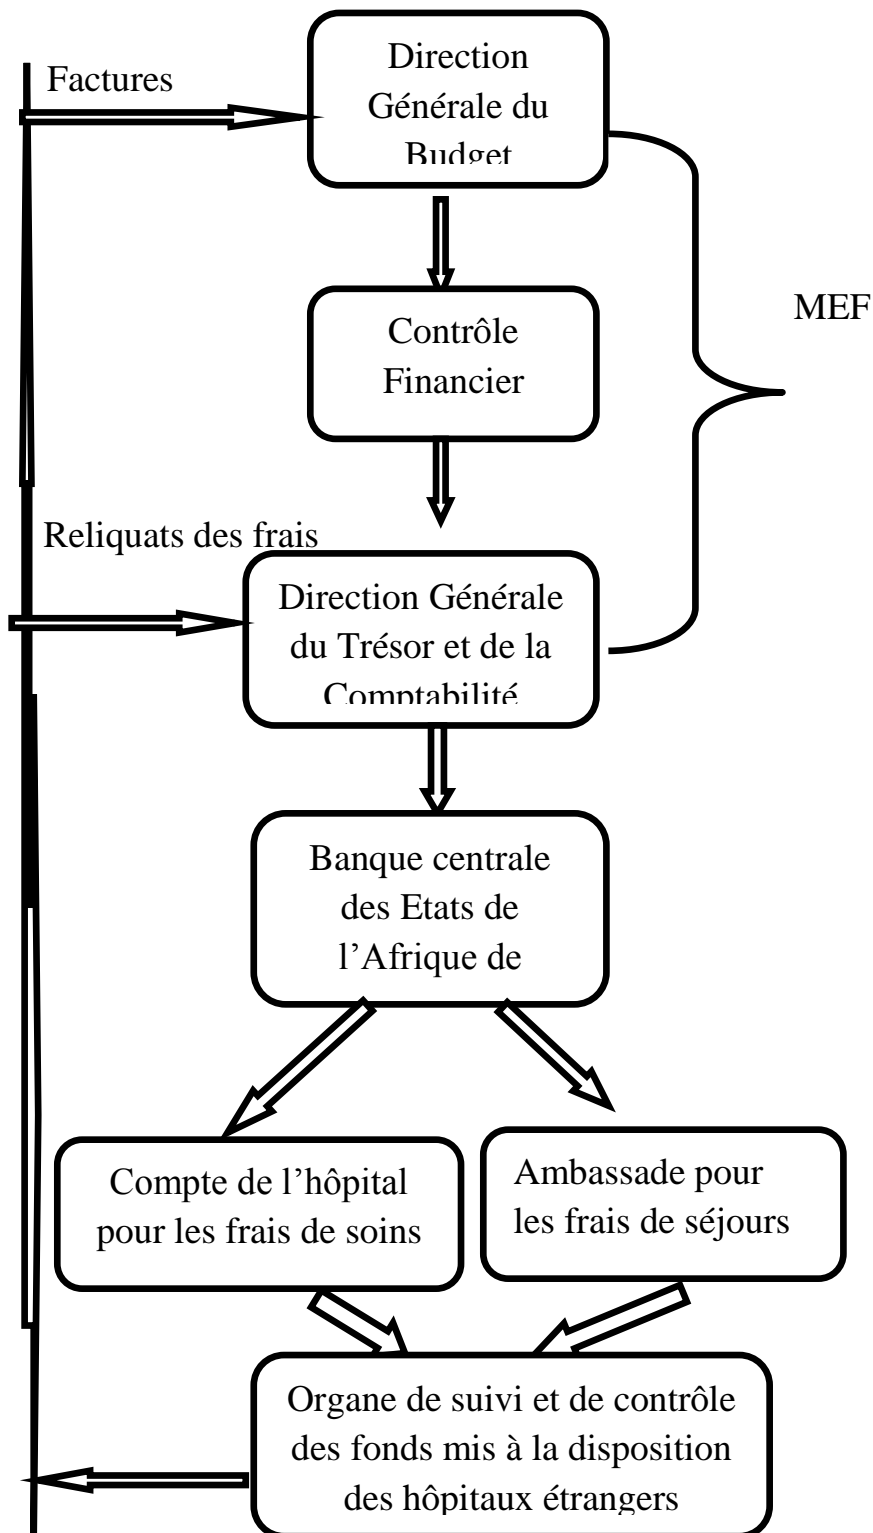 Factures
Direction
Générale du
Budget
MEF
Contrôle
Financier
Reliquats des frais
Direction Générale
du Trésor et de la
Comptabilité
Banque centrale
des Etats de
l’Afrique de
Compte de l’hôpital
pour les frais de soins
Ambassade pour
les frais de séjours
Organe de suivi et de contrôle
des fonds mis à la disposition
des hôpitaux étrangers